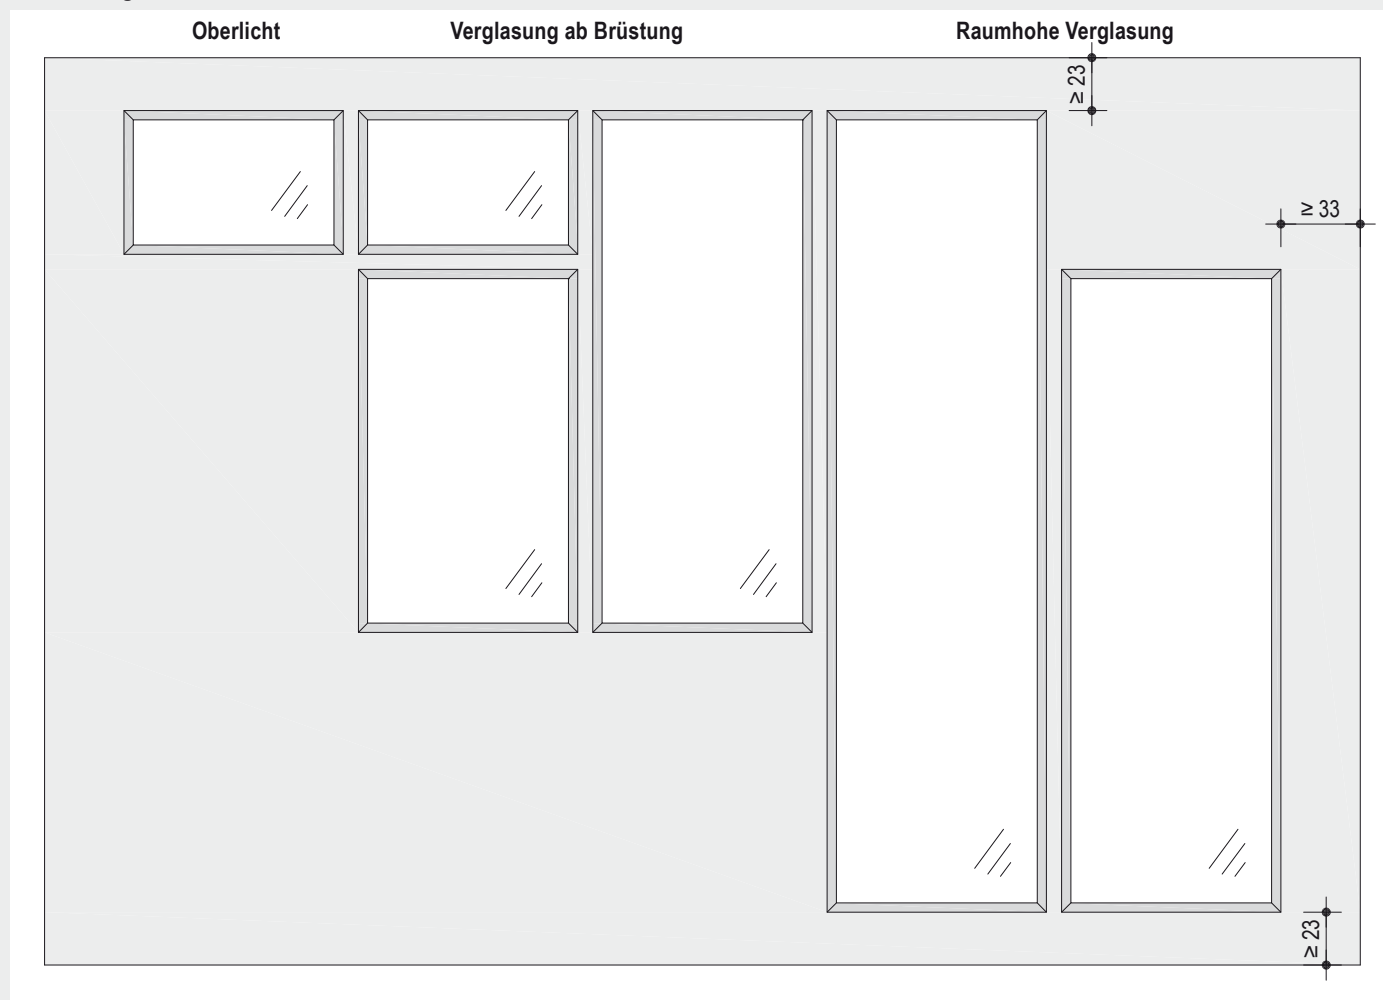 Oberlicht
Verglasung ab Brüstung
Raumhohe Verglasung
≥ 23
≥ 33
≥ 23